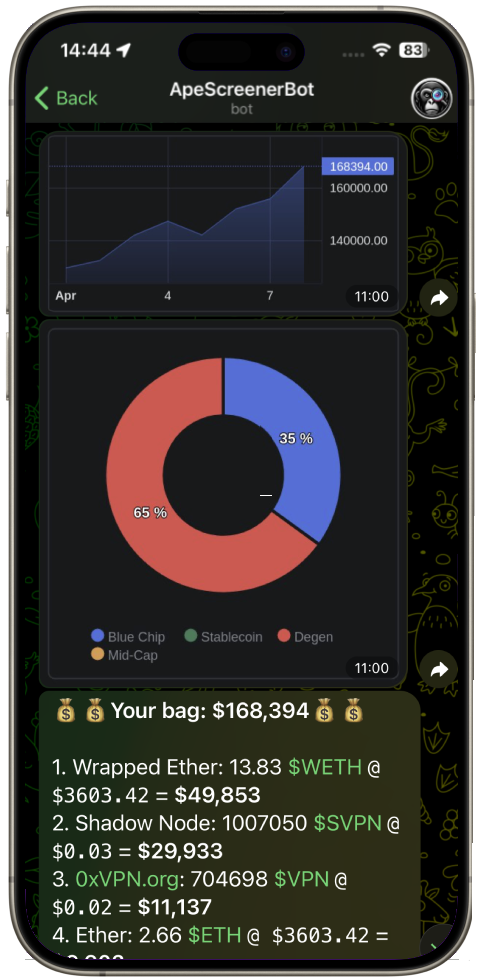 14:44
83
Back
ApeScreenerBot
bot
168394.00
160000.00
140000.00
Apr
4
7
11:00
35 %
65 %
Blue Chip
Stablecoin
Degen
Mid-Cap
11:00
Your bag: $168,394
1. Wrapped Ether: 13.83 $WETH @
$3603.42 = $49,853
2. Shadow Node: 1007050 $SVPN @
$0.03 = $29,933
3. 0xVPN.org: 704698 $VPN @
$0.02 = $11,137
4. Ether: 2.66 $ETH @ $3603.42 =